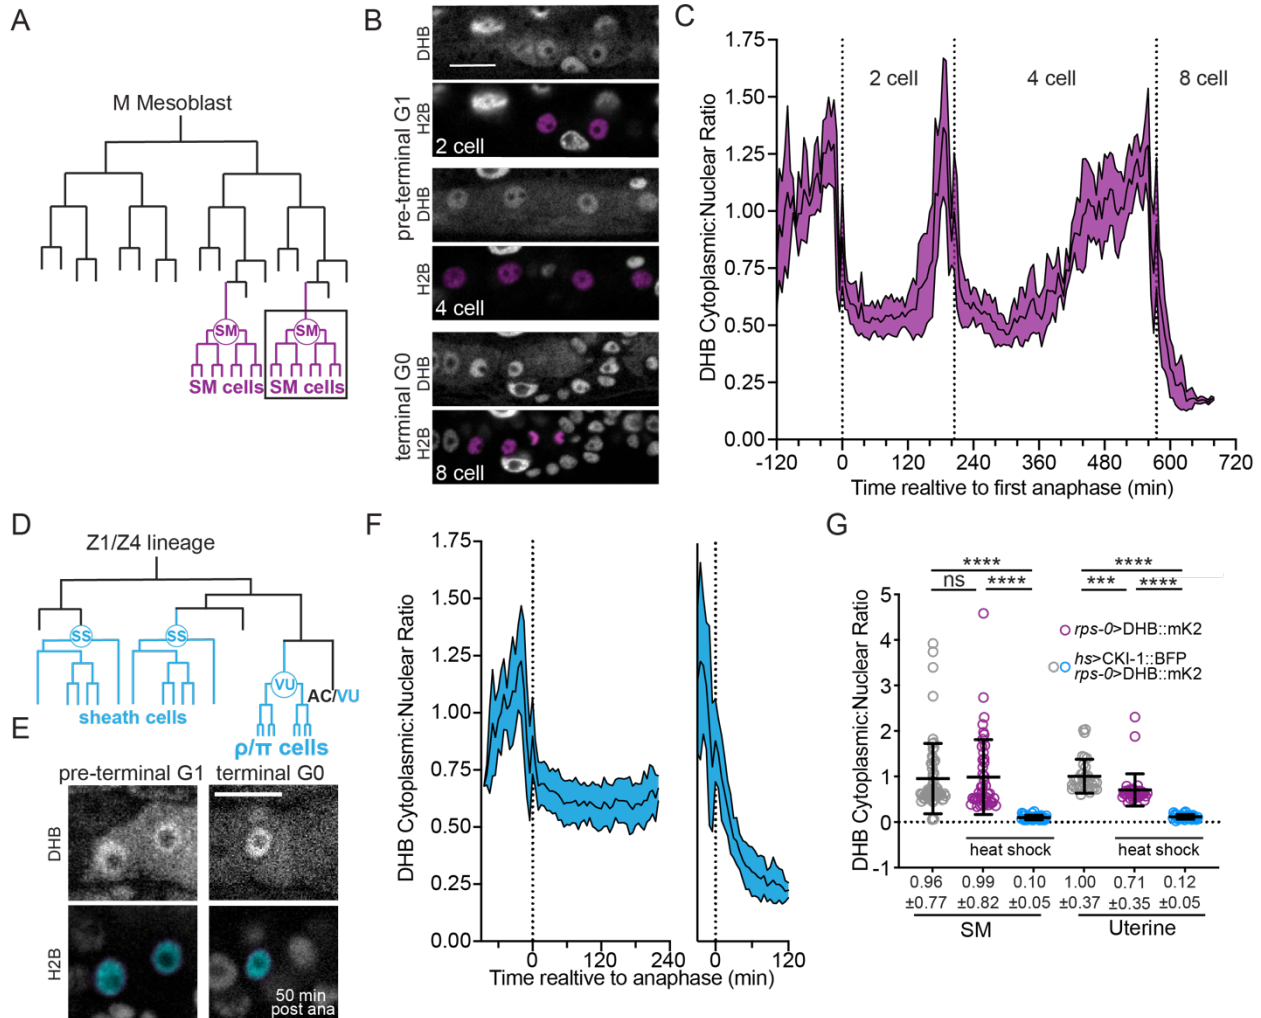 A
M Mesoblast
SM
SM
SM cells
SM cells
B
pre-terminal G1
terminal G0
DHB
H2B
2 cell
DHB
H2B
4 cell
DHB
H2B
8 cell
C
DHB Cytoplasmic:Nuclear Ratio
1.75
1.50
1.25
1.00
0.75
0.50
0.25
0.00
2 cell
4 cell
8 cell
-120
0
120
240
360
480
600
720
Time realtive to first anaphase (min)
D
Z1/Z4 lineage
SS
SS
VU
AC/VU
sheath cells
ρ/π cells
E
pre-terminal G1
terminal G0
DHB
H2B
50 min
post ana
F
DHB Cytoplasmic:Nuclear Ratio
1.75
1.50
1.25
1.00
0.75
0.50
0.25
0.00
0
120
240
0
120
Time realtive to anaphase (min)
G
DHB Cytoplasmic:Nuclear Ratio
5
4
3
2
1
0
-1
****
ns
****
****
***
****
rps-0>DHB::mK2
hs>CKI-1::BFP
rps-0>DHB::mK2
heat shock
heat shock
0.96
±0.77
0.99
±0.82
0.10
±0.05
1.00
±0.37
0.71
±0.35
0.12
±0.05
SM
Uterine